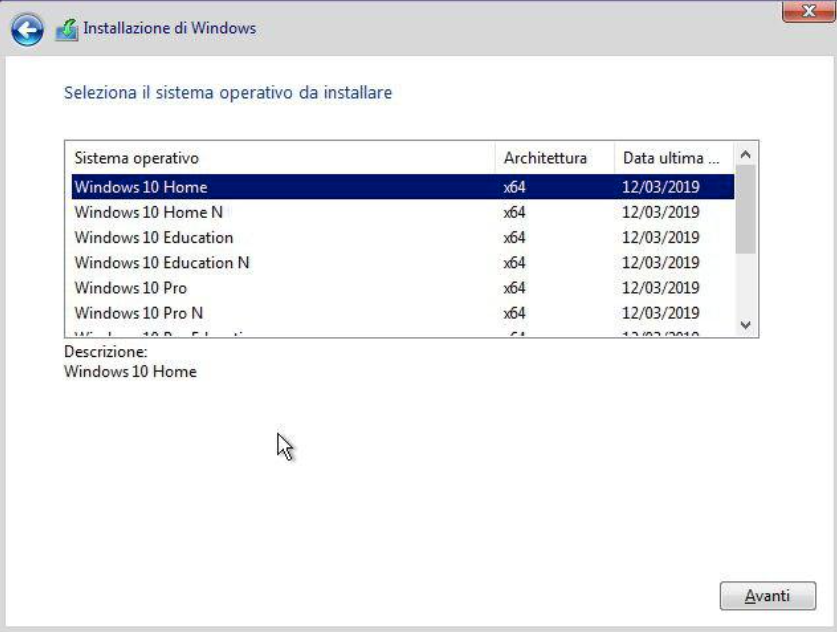 Installazione di Windows
Seleziona il sistema operativo da installare
Sistema operativo Architettura Data ultima ...
Windows 10 Home x64 12/03/2019
Windows 10 Home N x64 12/03/2019
Windows 10 Education x64 12/03/2019
Windows 10 Education N x64 12/03/2019
Windows 10 Pro x64 12/03/2019
Windows 10 Pro N x64 12/03/2019
Descrizione:
Windows 10 Home
Avanti